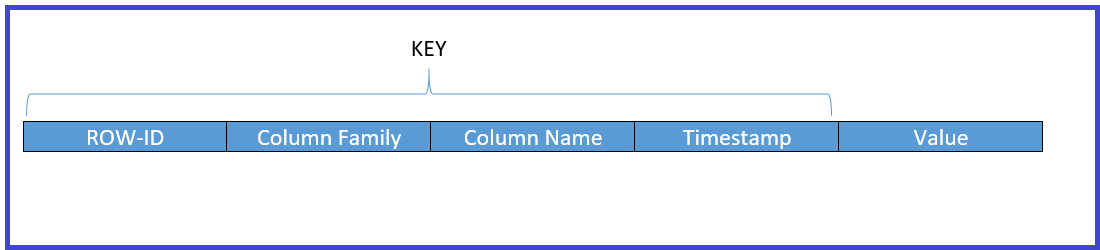 KEY
ROW-ID Column Family Column Name Timestamp Value